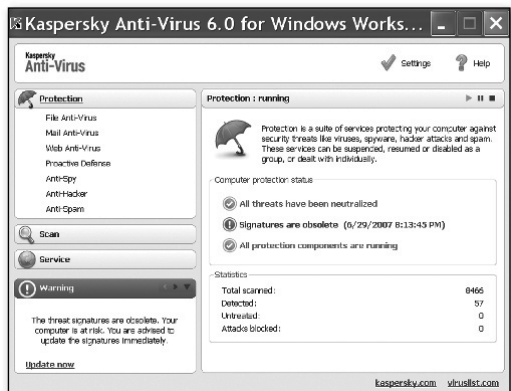 Kaspersky Anti-Virus 6.0 for Windows Works...
Kaspersky
Anti-Virus
Settings
Help
Protection
File Anti-Virus
Mail Anti-Virus
Web Anti-Virus
Proactive Defense
Anti-Spy
Anti-Hacker
Anti-Spam
Scan
Service
Warning
The threat signatures are obsolete. Your
computer is at risk. You are advised to
update the signatures immediately.
Update now
Protection : running
Protection is a suite of services protecting your computer against
security threats like viruses, spyware, hacker attacks and spam.
These services can be suspended, resumed or disabled as a
group, or dealt with individually.
Computer protection status
All threats have been neutralized
Signatures are obsolete (6/29/2007 8:13:45 PM)
All protection components are running
Statistics
Total scanned: 8466
Detected: 57
Untreated: 0
Attacks blocked: 0
kaspersky.com viruslist.com